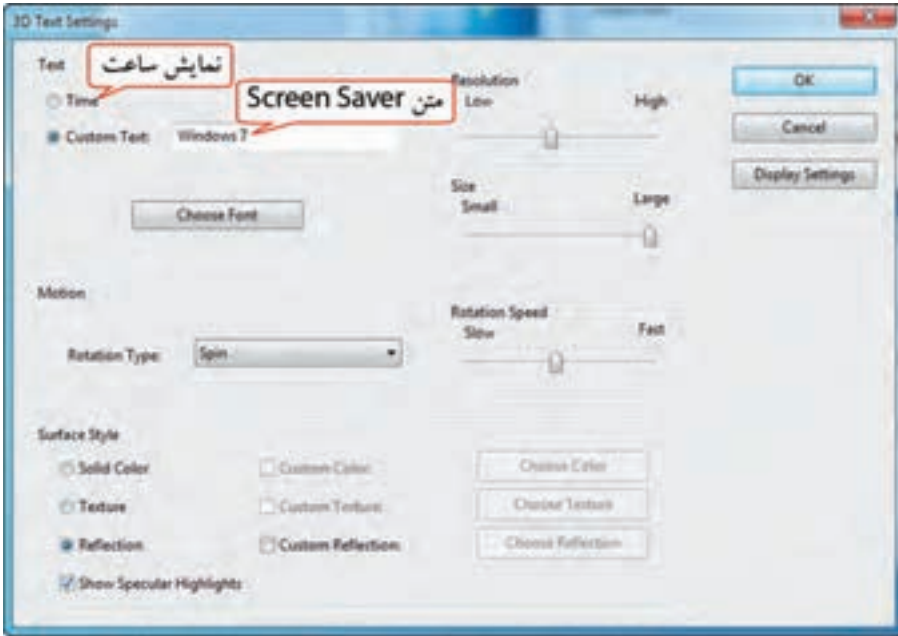 3D Text Settings
Text
نمایش ساعت
Time
متن Screen Saver
Custom Text:
Windows 7
Choose Font
Resolution
Low
High
Size
Small
Large
Motion
Rotation Type:
Spin
Rotation Speed
Slow
Fast
Surface Style
Solid Color
Custom Color:
Choose Color
Texture
Custom Texture:
Choose Texture
Reflection
Custom Reflection:
Choose Reflection
Show Specular Highlights
OK
Cancel
Display Settings